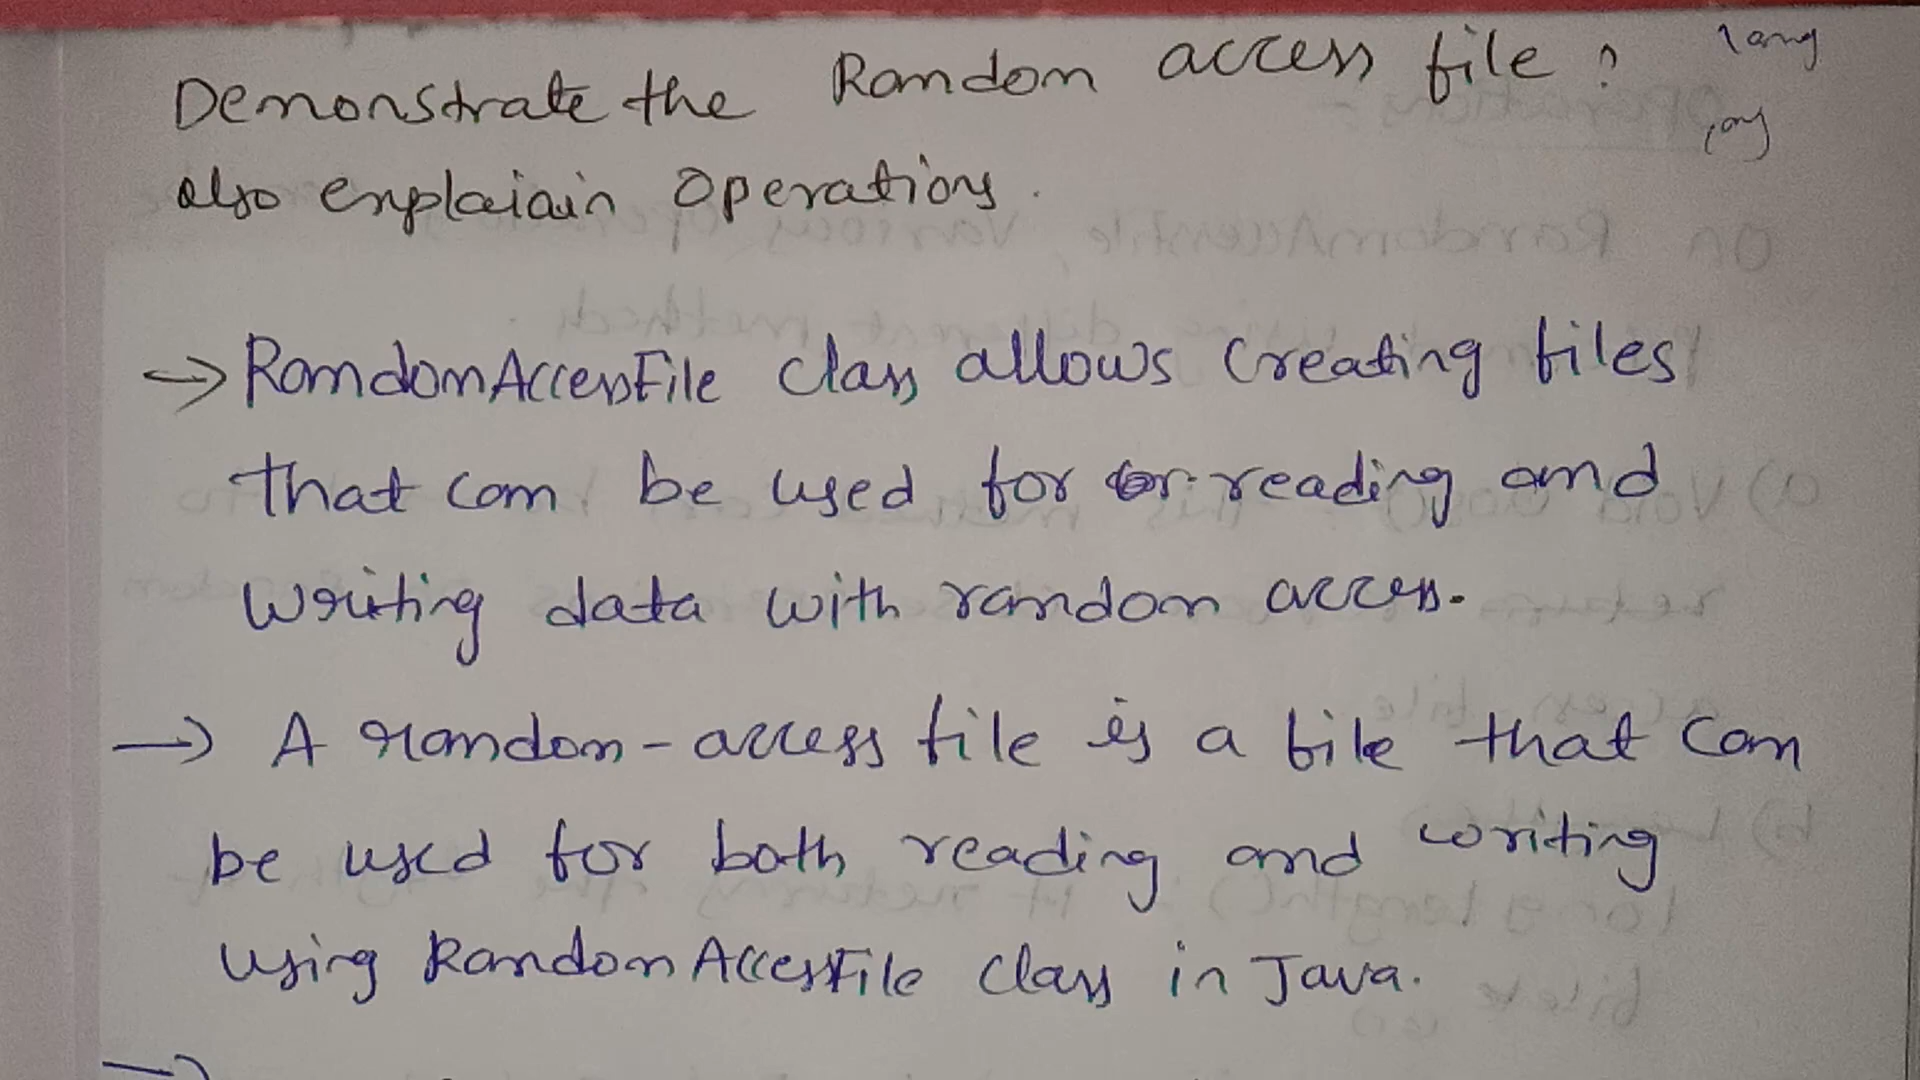 Demonstrate the Random access file? lang
also explaiain operations.
→ RandomAccessFile class allows creating files
that can be used for reading and
writing data with random access.
→ A random-access file is a file that can
be used for both reading and writing
using RandomAccessFile class in Java.